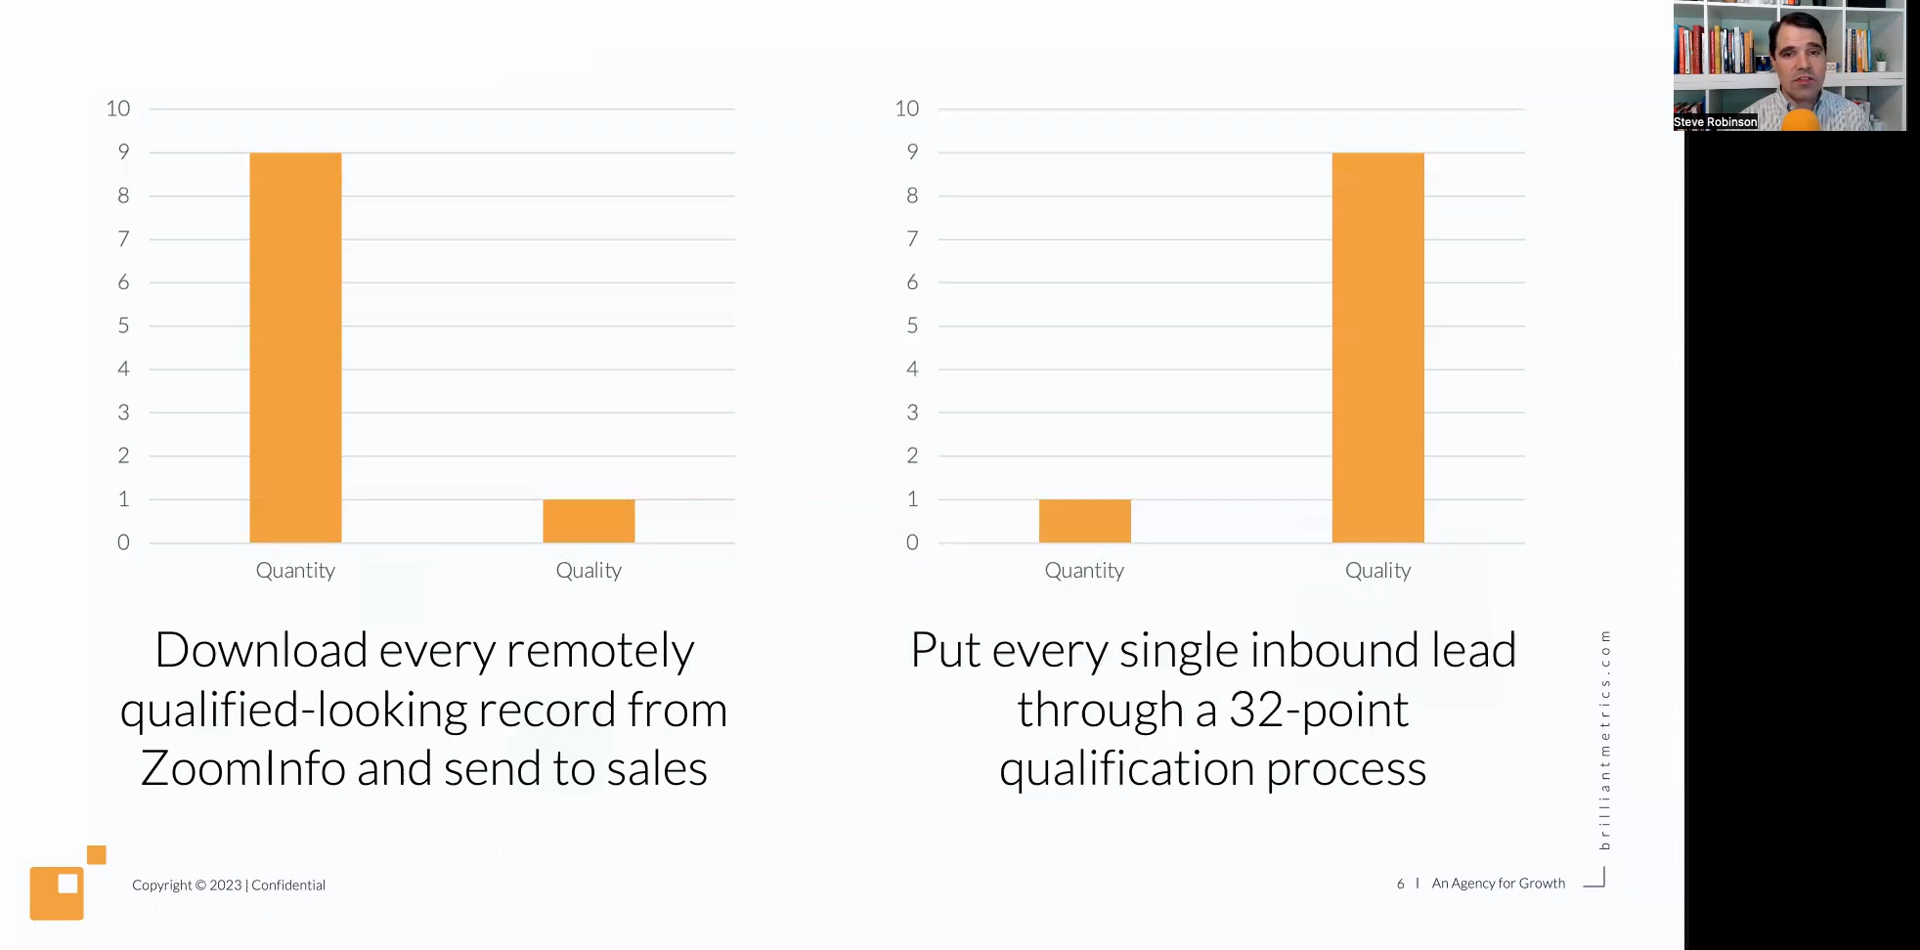 10
9
8
7
6
5
4
3
2
1
0
Quantity
Quality
Download every remotely
qualified-looking record from
ZoomInfo and send to sales
10
9
8
7
6
5
4
3
2
1
0
Quantity
Quality
Put every single inbound lead
through a 32-point
qualification process
Steve Robinson
brilliantmetrics.com
Copyright © 2023 | Confidential
6 | An Agency for Growth